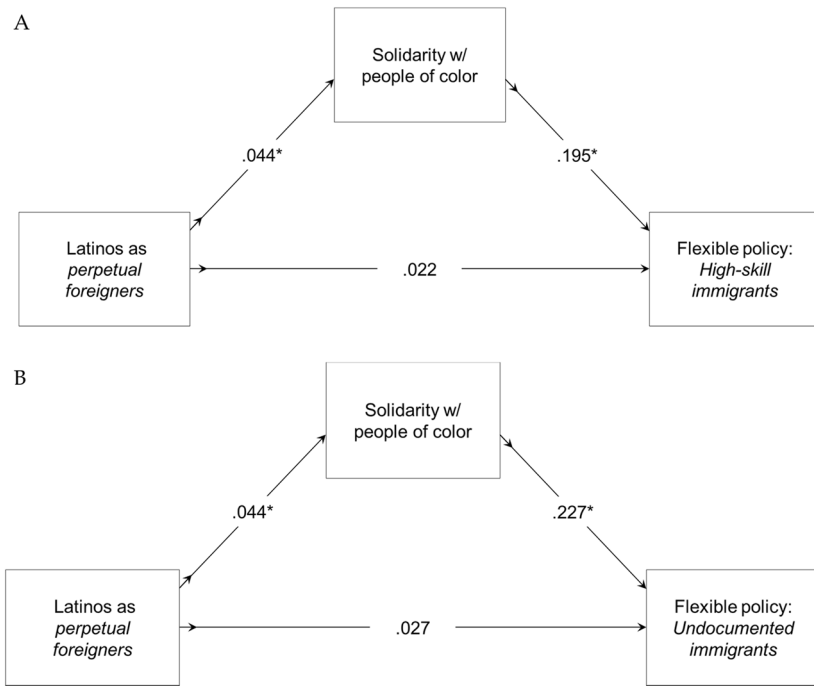 A
Solidarity w/
people of color
.044*
.195*
Latinos as
perpetual
foreigners
.022
Flexible policy:
High-skill
immigrants
B
Solidarity w/
people of color
.044*
.227*
Latinos as
perpetual
foreigners
.027
Flexible policy:
Undocumented
immigrants